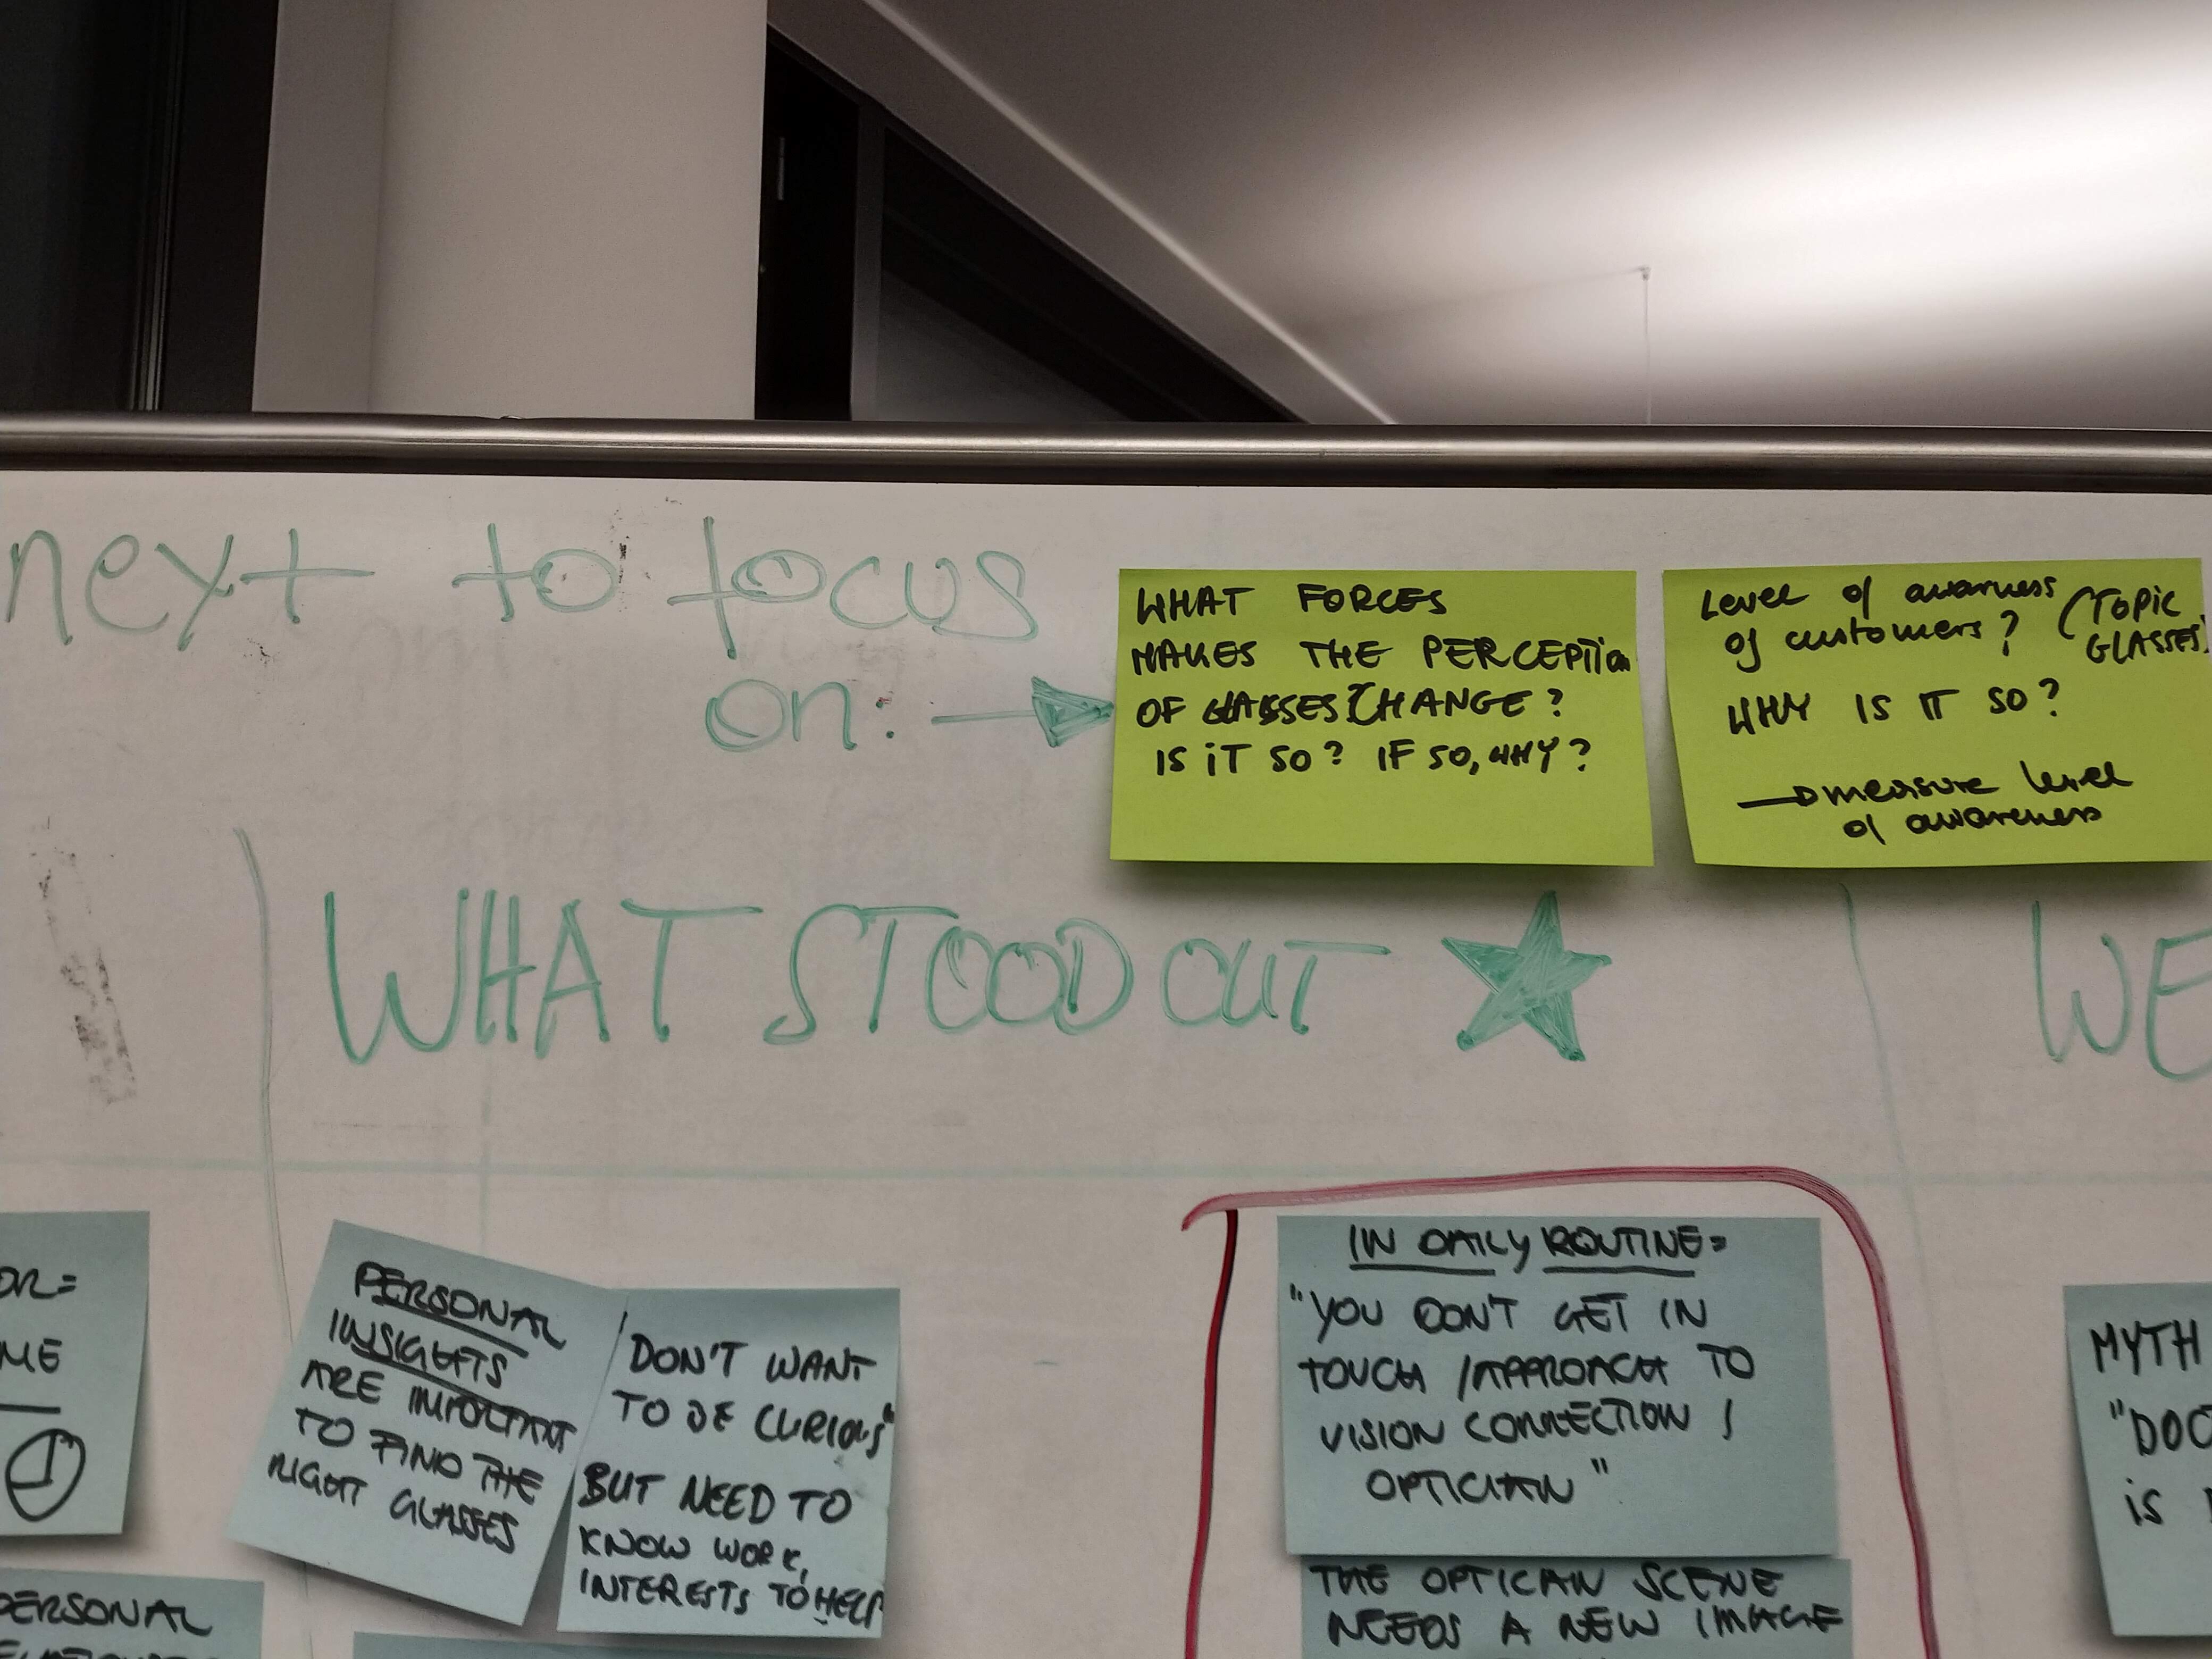 next to focus
on:
WHAT FORCES
MAKES THE PERCEPTion
OF GLASSES CHANGE?
IS iT SO? IF SO, WHY?
Level of awarness
of customers?
(TOPIC
GLASSES)
WHY IS IT SO?
measure level
of awareness
WHAT STOOD OUT
WE
OR=
ME
1
PERSONAL
PERSONAL
INSIGHTS
ARE IMPORTANT
TO FIND THE
RIGHT GLASSES
DON'T WANT
TO BE CURIOUS"
BUT NEED TO
KNOW WORK,
INTERESTS TO HELP
IN DAILY ROUTINE=
"YOU DON'T GET IN
TOUCH /APPROACH TO
VISION CORRECTION /
OPTICIAN"
THE OPTICIAN SCENE
NEEDS A NEW IMAGE
MYTH
"DOC
is